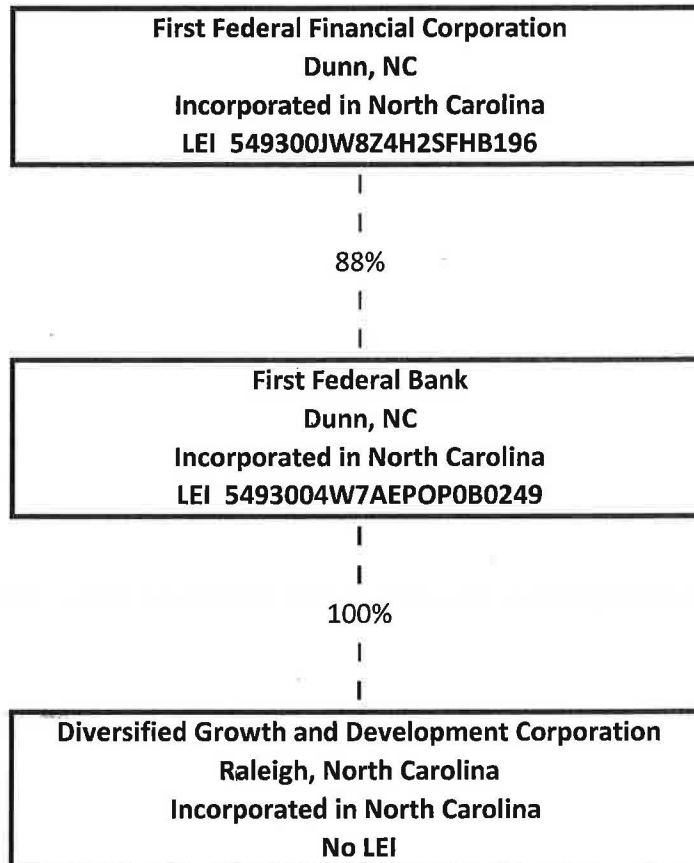 First Federal Financial Corporation
Dunn, NC
Incorporated in North Carolina
LEI 549300JW8Z4H2SFHB196
88%
First Federal Bank
Dunn, NC
Incorporated in North Carolina
LEI 5493004W7AEPOP0B0249
100%
Diversified Growth and Development Corporation
Raleigh, North Carolina
Incorporated in North Carolina
No LEI